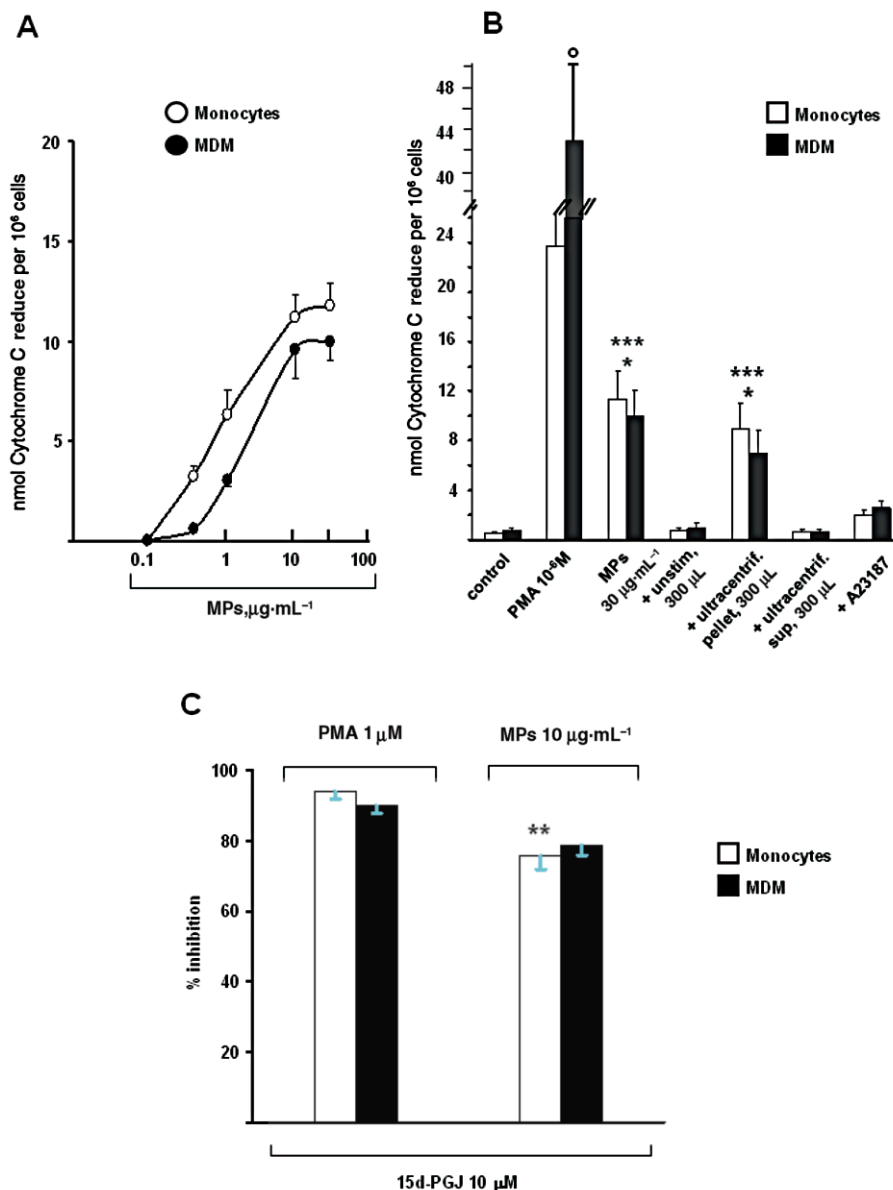 A
Monocytes
MDM
nmol Cytochrome C reduce per 10⁶ cells
20
15
10
5
0.1 1 10 100
MPs,µg·mL⁻¹
B
Monocytes
MDM
nmol Cytochrome C reduce per 10⁶ cells
48
44
40
24
22
16
12
8
4
***
*
***
*
control
PMA 10⁻⁶M
MPs
30 µg·mL⁻¹
+ unstim,
300 µL
+ ultracentrif.
pellet, 300 µL
+ ultracentrif.
sup, 300 µL
+ A23187
C
PMA 1 µM
MPs 10 µg·mL⁻¹
Monocytes
MDM
% inhibition
100
80
60
40
20
**
15d-PGJ 10 µM